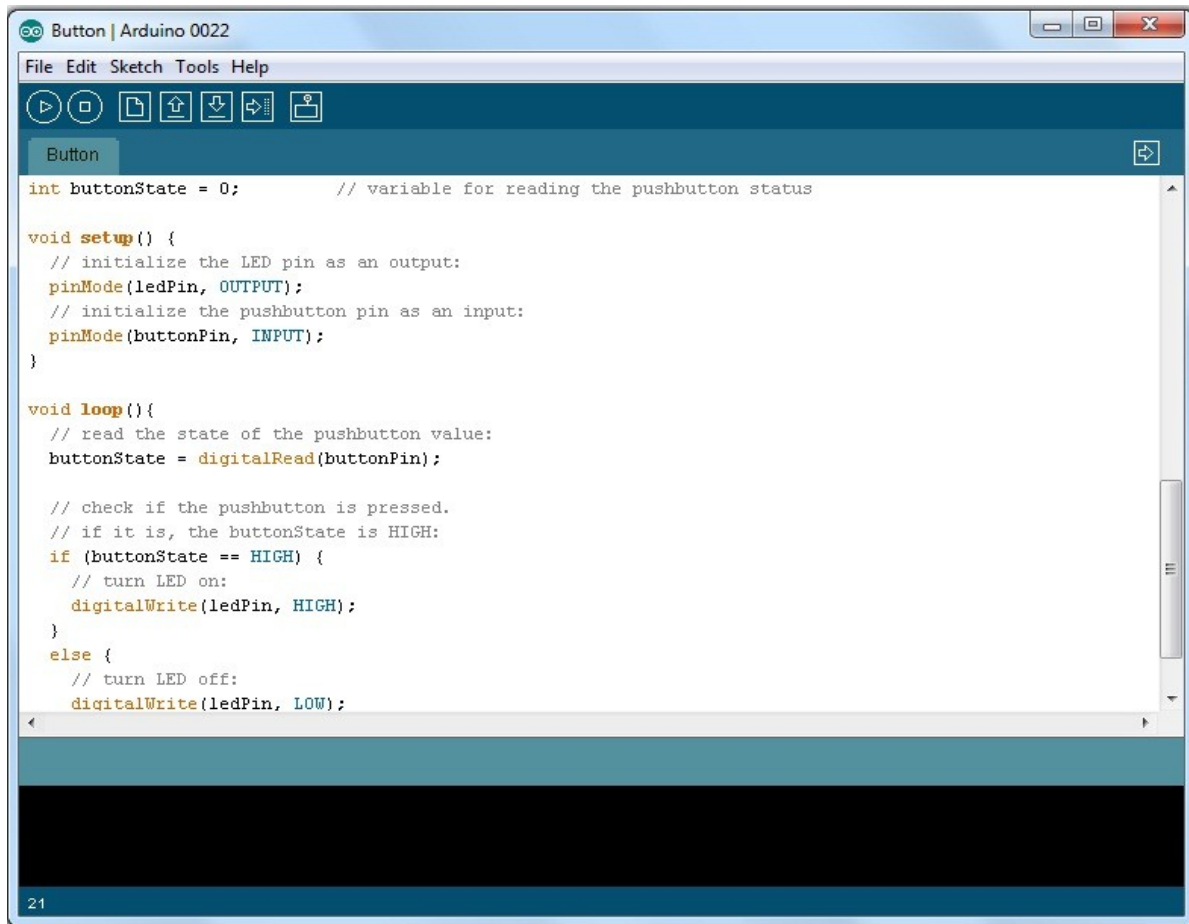 Button | Arduino 0022
File Edit Sketch Tools Help
Button
int buttonState = 0;         // variable for reading the pushbutton status
void setup() {
  // initialize the LED pin as an output:
  pinMode(ledPin, OUTPUT);
  // initialize the pushbutton pin as an input:
  pinMode(buttonPin, INPUT);
}
void loop(){
  // read the state of the pushbutton value:
  buttonState = digitalRead(buttonPin);
  // check if the pushbutton is pressed.
  // if it is, the buttonState is HIGH:
  if (buttonState == HIGH) {
    // turn LED on:
    digitalWrite(ledPin, HIGH);
  }
  else {
    // turn LED off:
    digitalWrite(ledPin, LOW);
21